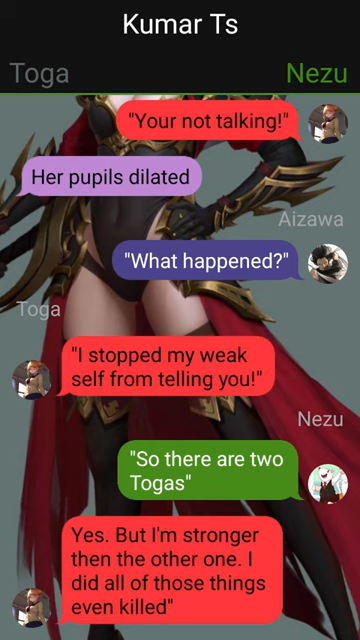 Kumar Ts
Toga
Nezu
"Your not talking!"
Her pupils dilated
Aizawa
"What happened?"
Toga
"I stopped my weak
self from telling you!"
Nezu
"So there are two
Togas"
Yes. But I'm stronger
then the other one. I
did all of those things
even killed"